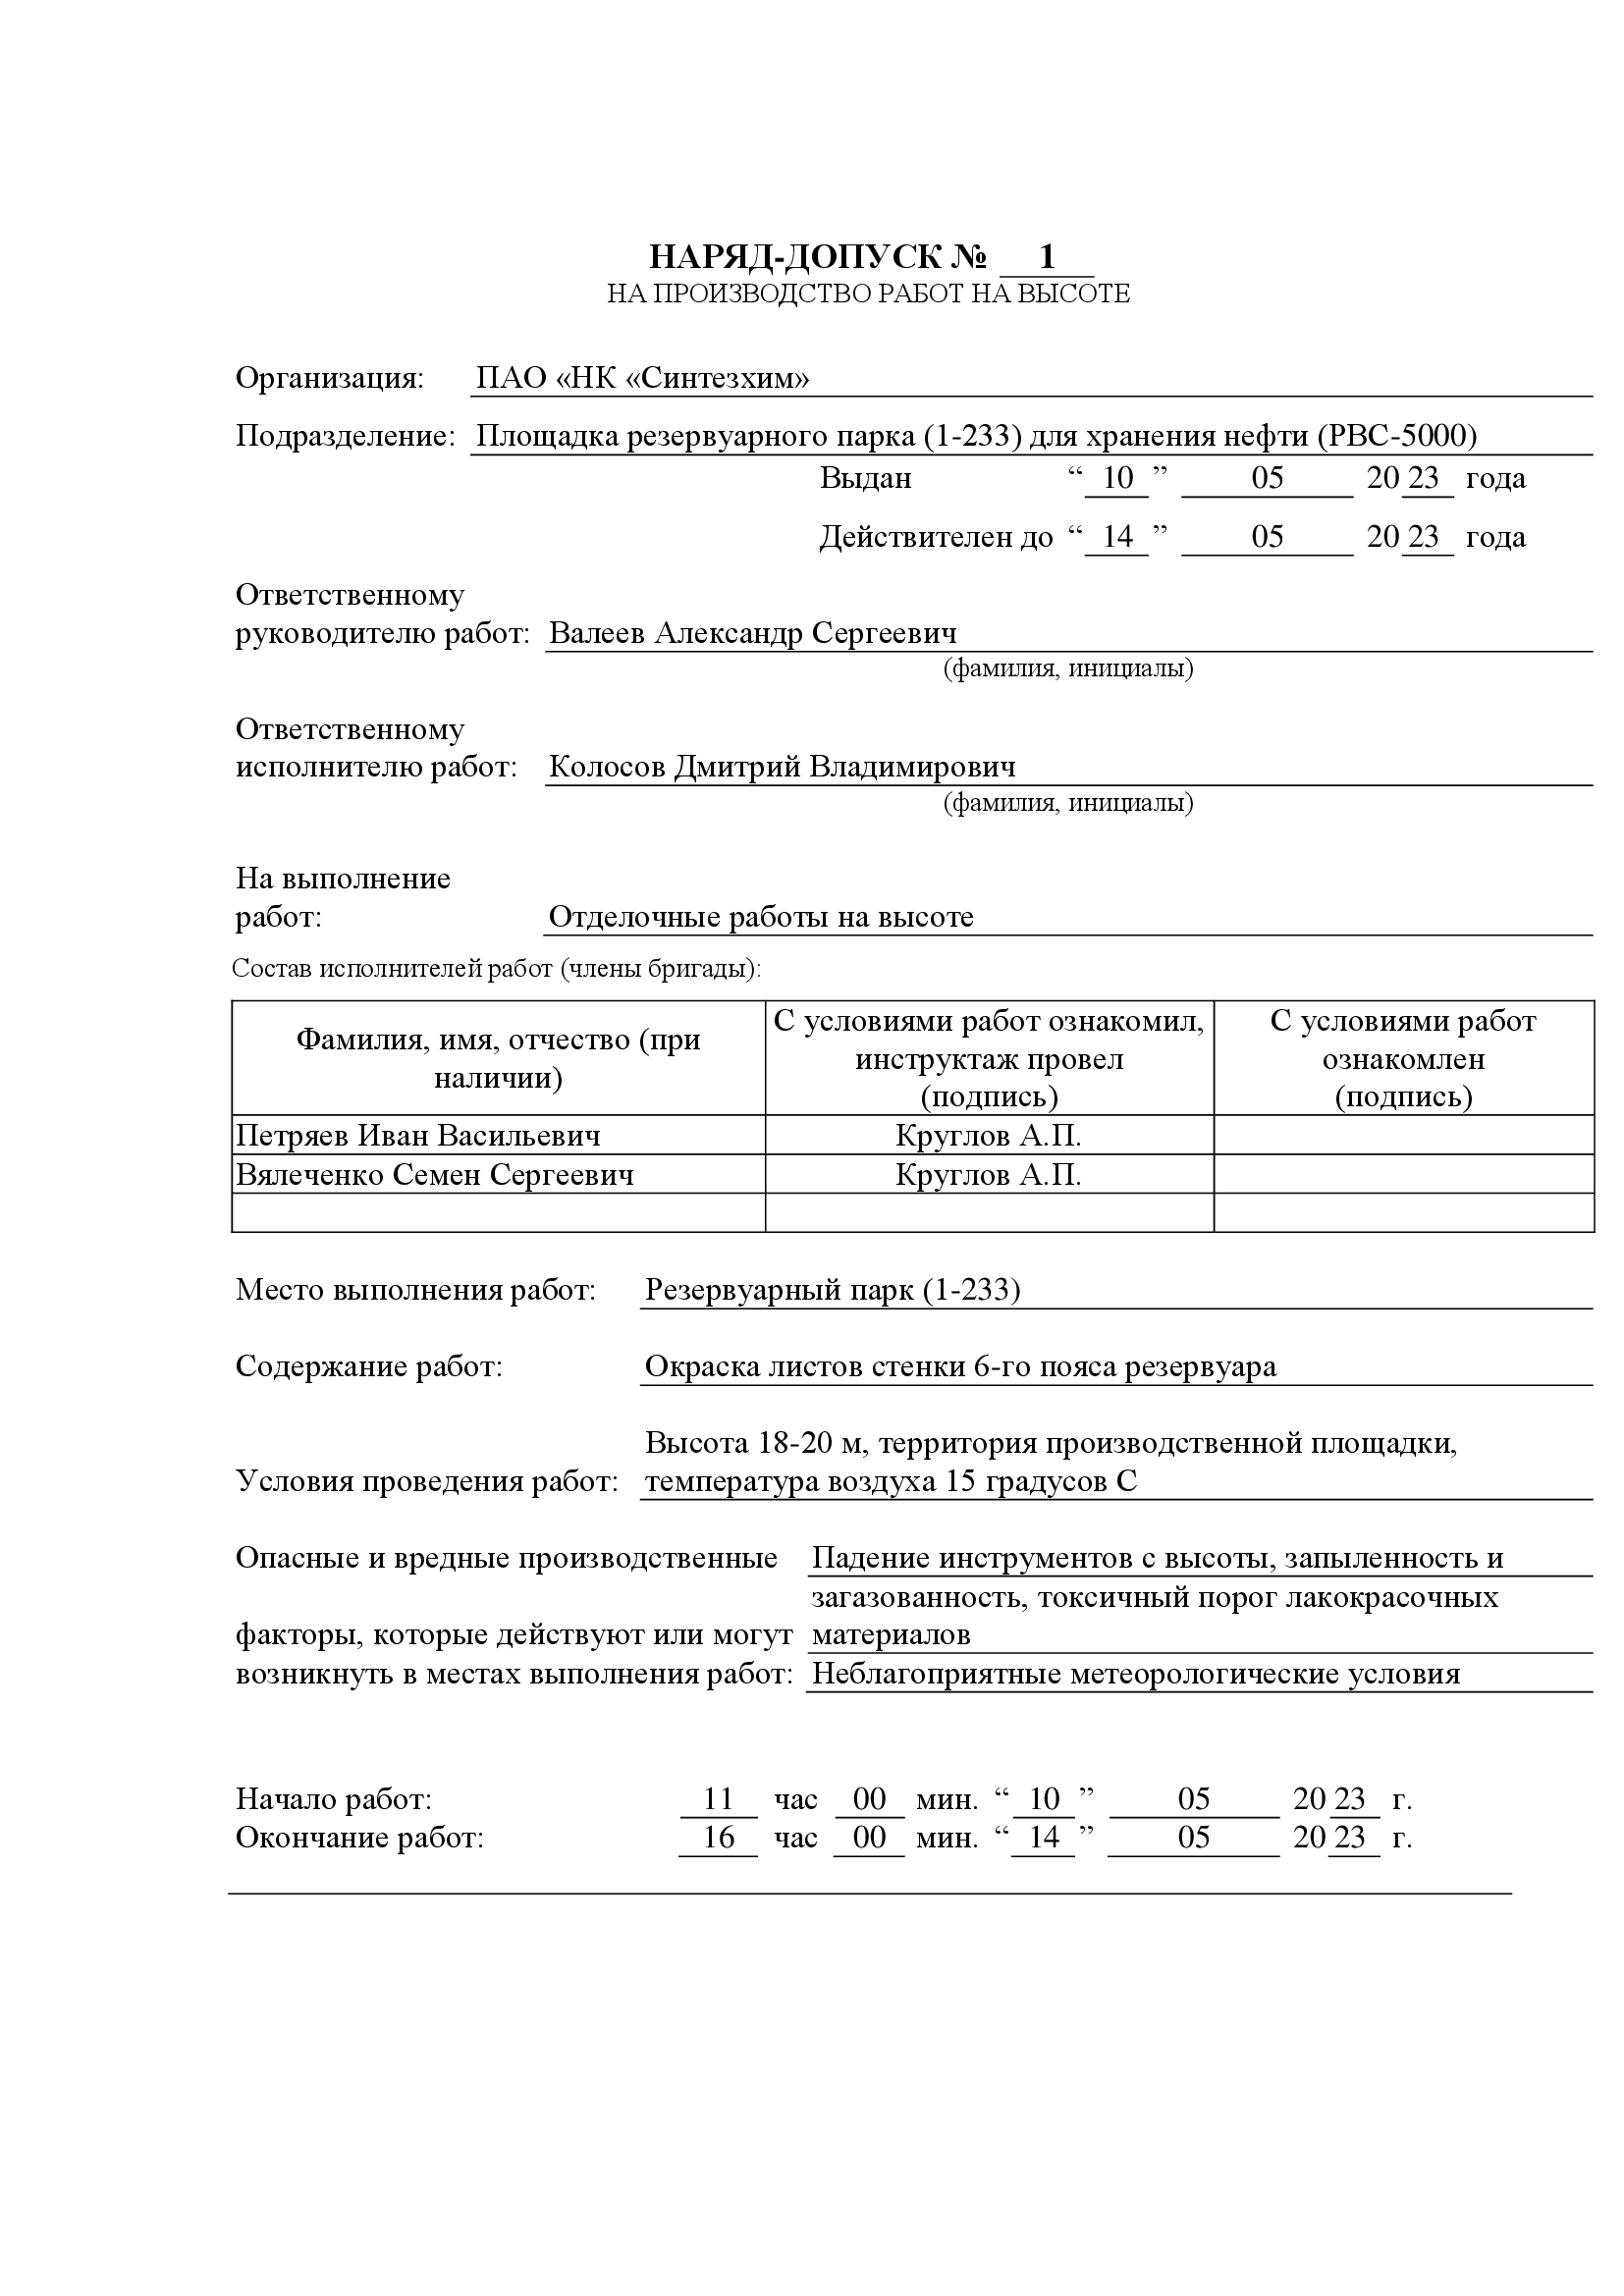 НАРЯД-ДОПУСК № 1
НА ПРОИЗВОДСТВО РАБОТ НА ВЫСОТЕ
Организация: ПАО «НК «Синтезхим»
Подразделение: Площадка резервуарного парка (1-233) для хранения нефти (РВС-5000)
Выдан “ 10 ” 05 20 23 года
Действителен до “ 14 ” 05 20 23 года
Ответственному
руководителю работ: Валеев Александр Сергеевич
(фамилия, инициалы)
Ответственному
исполнителю работ: Колосов Дмитрий Владимирович
(фамилия, инициалы)
На выполнение
работ: Отделочные работы на высоте
Состав исполнителей работ (члены бригады):
Фамилия, имя, отчество (при
наличии)
С условиями работ ознакомил,
инструктаж провел
(подпись)
С условиями работ
ознакомлен
(подпись)
Петряев Иван Васильевич Круглов А.П.
Вялеченко Семен Сергеевич Круглов А.П.
Место выполнения работ: Резервуарный парк (1-233)
Содержание работ: Окраска листов стенки 6-го пояса резервуара
Высота 18-20 м, территория производственной площадки,
Условия проведения работ: температура воздуха 15 градусов С
Опасные и вредные производственные Падение инструментов с высоты, запыленность и
загазованность, токсичный порог лакокрасочных
факторы, которые действуют или могут материалов
возникнуть в местах выполнения работ: Неблагоприятные метеорологические условия
Начало работ: 11 час 00 мин. “ 10 ” 05 20 23 г.
Окончание работ: 16 час 00 мин. “ 14 ” 05 20 23 г.